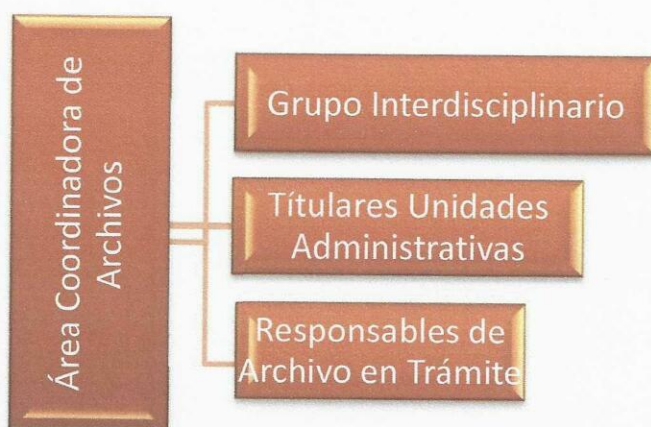 Área Coordinadora de
Archivos
Grupo Interdisciplinario
Títulares Unidades
Administrativas
Responsables de
Archivo en Trámite